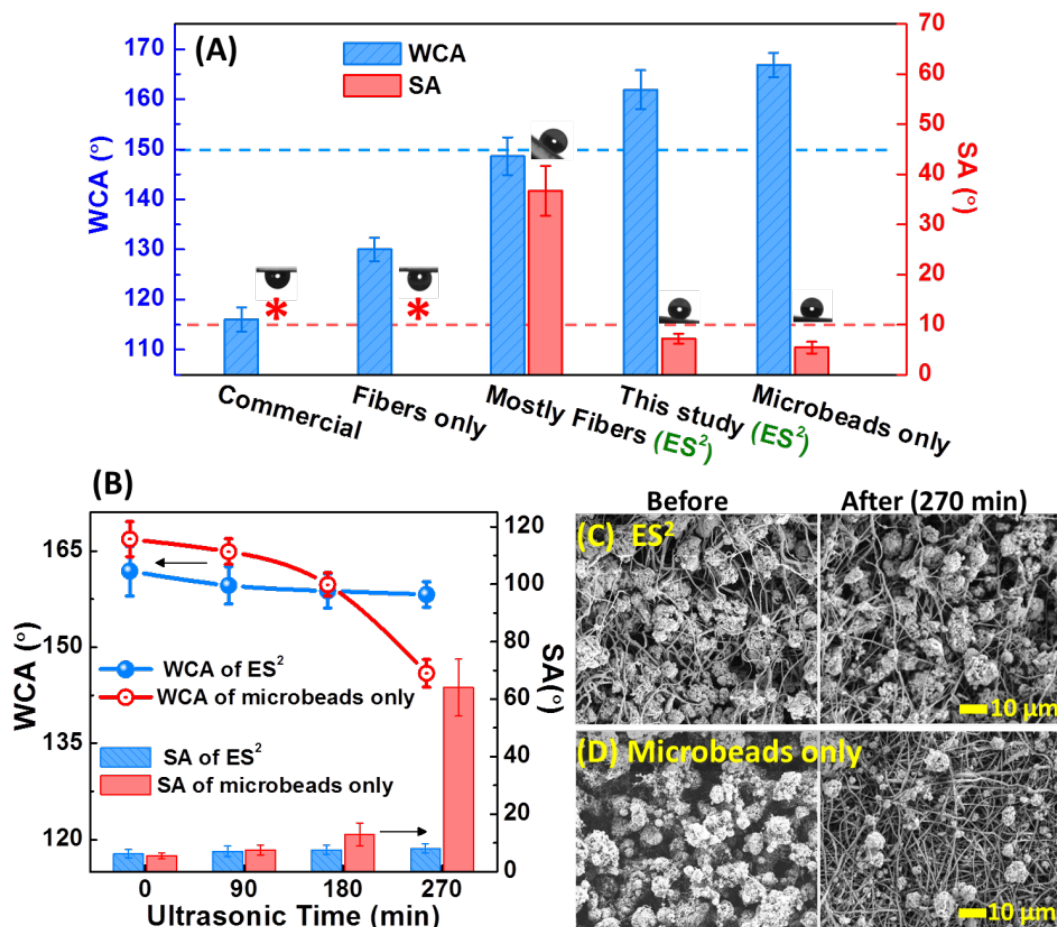 (A)
WCA
SA
170
160
150
140
130
120
110
WCA (°)
70
60
50
40
30
20
10
0
SA (°)
*
*
Commercial
Fibers only
Mostly Fibers (ES²)
This study (ES²)
Microbeads only
(B)
165
150
135
120
WCA (°)
120
100
80
60
40
20
0
SA(°)
WCA of ES²
WCA of microbeads only
SA of ES²
SA of microbeads only
0 90 180 270
Ultrasonic Time (min)
Before After (270 min)
(C) ES²
10 µm
(D) Microbeads only
10 µm